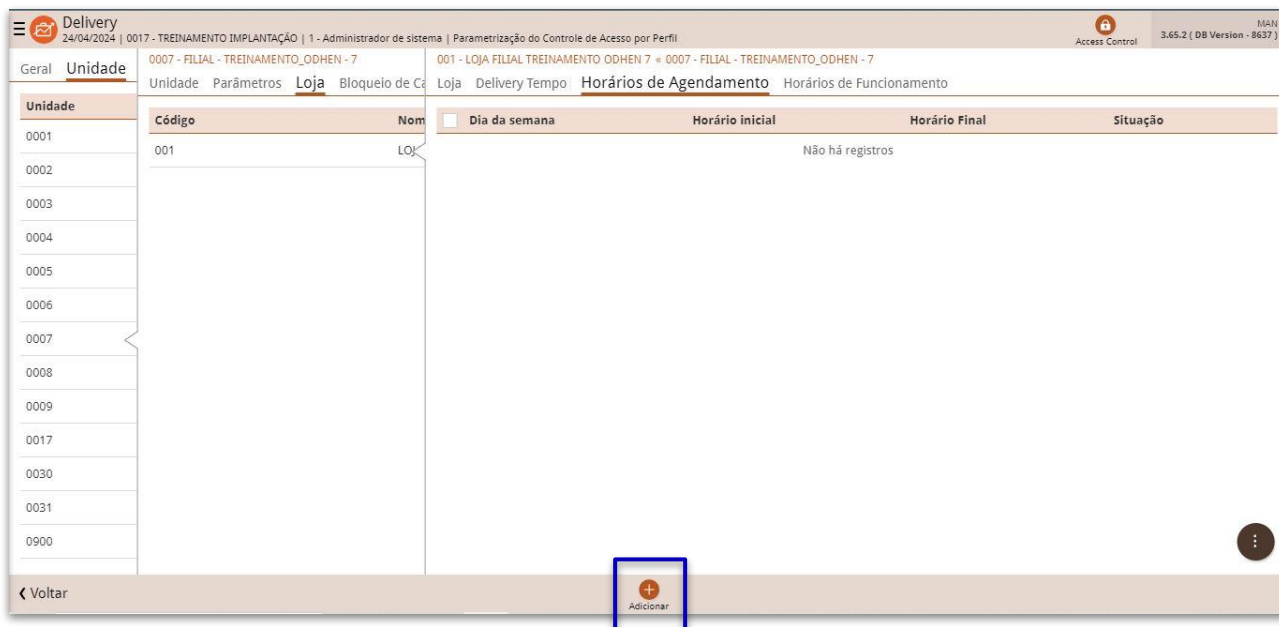 Delivery
24/04/2024 | 0017 - TREINAMENTO IMPLANTAÇÃO | 1 - Administrador de sistema | Parametrização do Controle de Acesso por Perfil
Access Control
MAN
3.65.2 ( DB Version - 8637 )
Geral Unidade
0007 - FILIAL - TREINAMENTO_ODHEN - 7
001 - LOJA FILIAL TREINAMENTO ODHEN 7 « 0007 - FILIAL - TREINAMENTO_ODHEN - 7
Unidade Parâmetros Loja Bloqueio de Ca
Loja Delivery Tempo Horários de Agendamento Horários de Funcionamento
Unidade
Código Nom
Dia da semana Horário inicial Horário Final Situação
0001
001 LOJ
Não há registros
0002
0003
0004
0005
0006
0007
0008
0009
0017
0030
0031
0900
Voltar
Adicionar